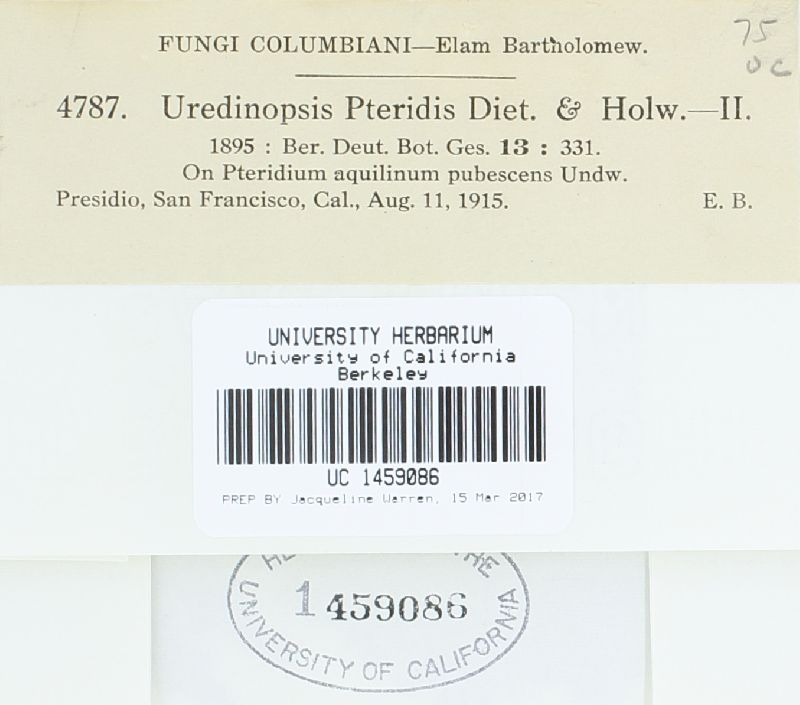 75
UC
FUNGI COLUMBIANI—Elam Bartholomew.
4787. Uredinopsis Pteridis Diet. & Holw.—II.
1895 : Ber. Deut. Bot. Ges. 13 : 331.
On Pteridium aquilinum pubescens Undw.
Presidio, San Francisco, Cal., Aug. 11, 1915. E. B.
UNIVERSITY HERBARIUM
University of California
Berkeley
UC 1459086
PREP BY Jacqueline Warren, 15 Mar 2017
THE
1459086
UNIVERSITY OF CALIFORNIA